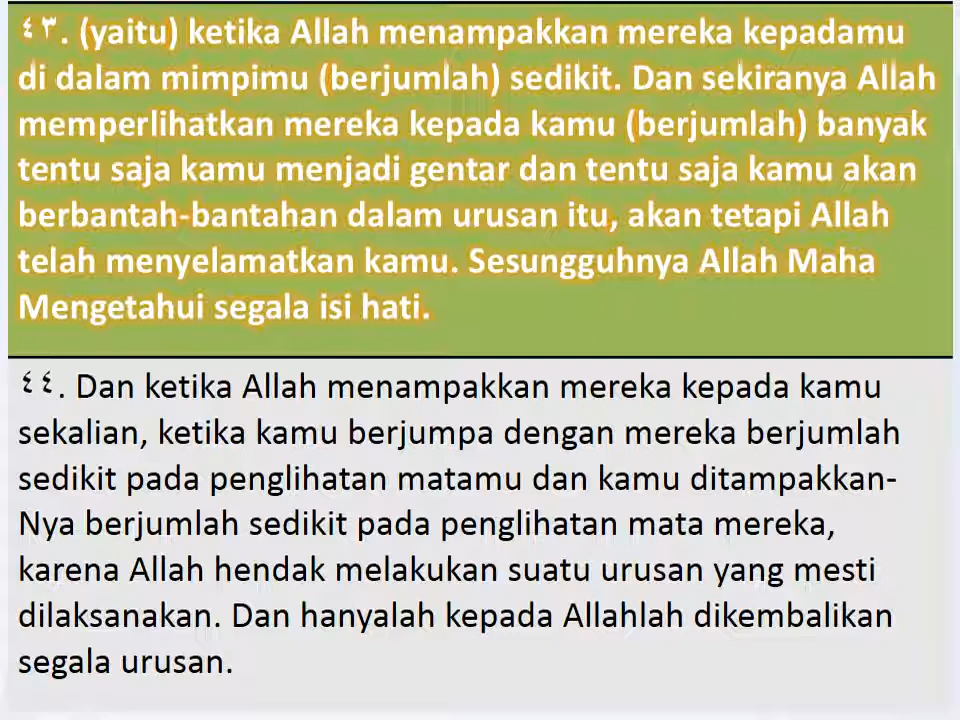 ٤٣. (yaitu) ketika Allah menampakkan mereka kepadamu
di dalam mimpimu (berjumlah) sedikit. Dan sekiranya Allah
memperlihatkan mereka kepada kamu (berjumlah) banyak
tentu saja kamu menjadi gentar dan tentu saja kamu akan
berbantah-bantahan dalam urusan itu, akan tetapi Allah
telah menyelamatkan kamu. Sesungguhnya Allah Maha
Mengetahui segala isi hati.
٤٤. Dan ketika Allah menampakkan mereka kepada kamu
sekalian, ketika kamu berjumpa dengan mereka berjumlah
sedikit pada penglihatan matamu dan kamu ditampakkan-
Nya berjumlah sedikit pada penglihatan mata mereka,
karena Allah hendak melakukan suatu urusan yang mesti
dilaksanakan. Dan hanyalah kepada Allahlah dikembalikan
segala urusan.